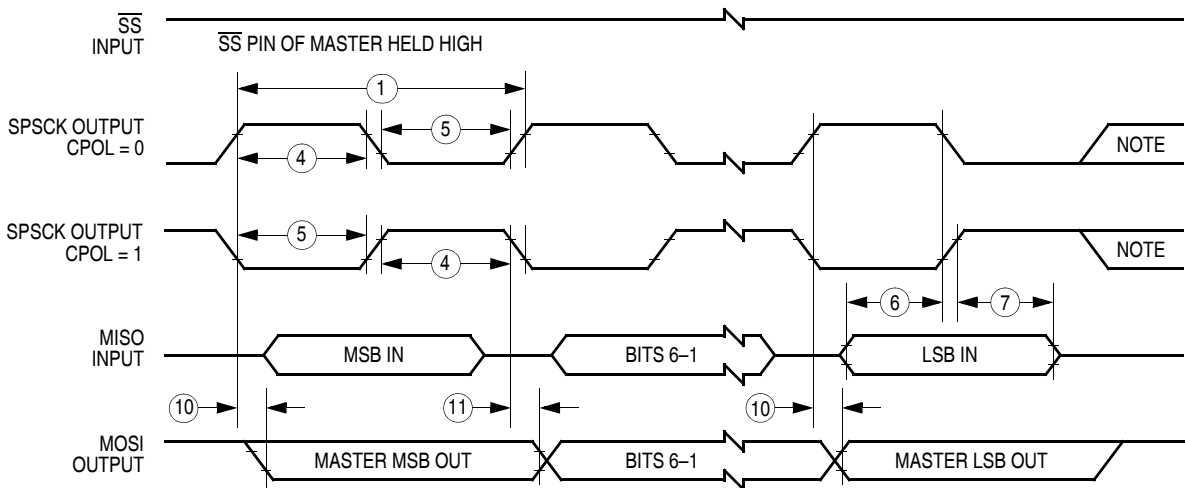 SS
INPUT
SS PIN OF MASTER HELD HIGH
1
SPSCK OUTPUT
CPOL = 0
5
4
NOTE
SPSCK OUTPUT
CPOL = 1
5
4
NOTE
6
7
MISO
INPUT
MSB IN
BITS 6–1
LSB IN
10
11
10
MOSI
OUTPUT
MASTER MSB OUT
BITS 6–1
MASTER LSB OUT